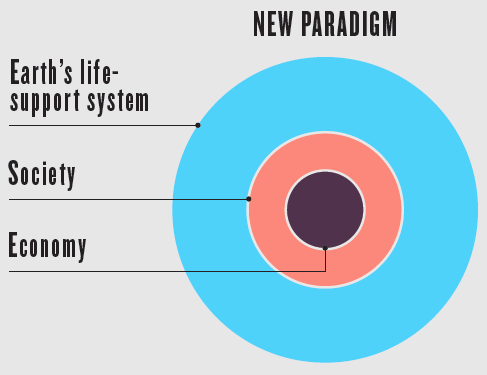 NEW PARADIGM
Earth's life-
support system
Society
Economy